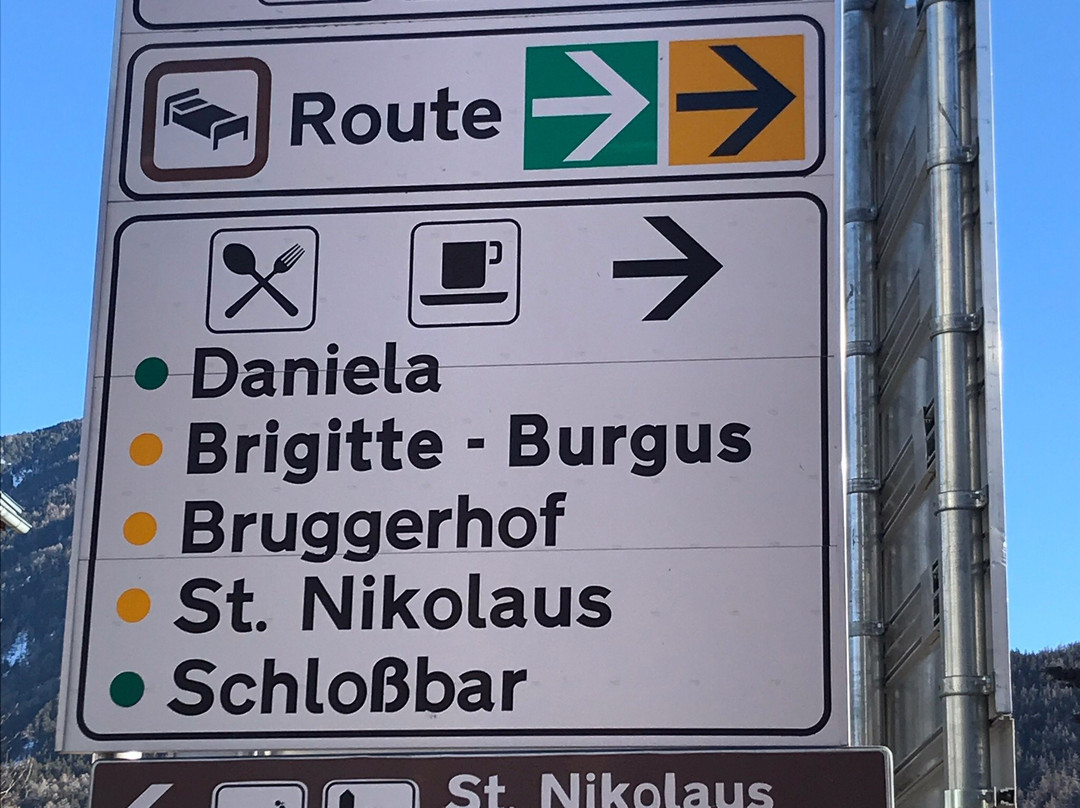 Route
Daniela
Brigitte - Burgus
Bruggerhof
St. Nikolaus
Schloßbar
St. Nikolaus